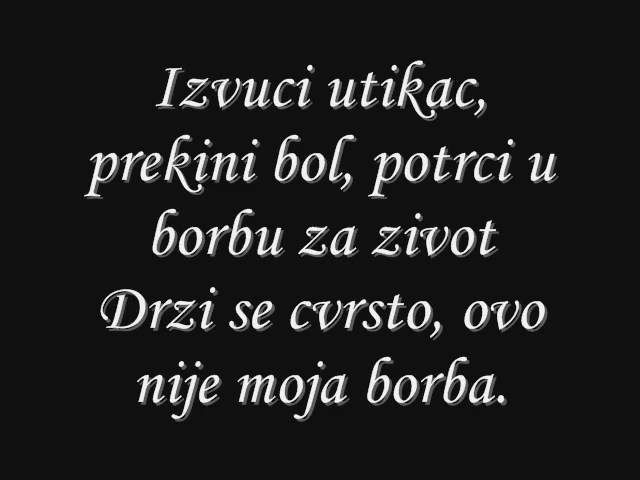 Izvuci utikac,
prekini bol, potrci u
borbu za zivot
Drzi se cvrsto, ovo
nije moja borba.